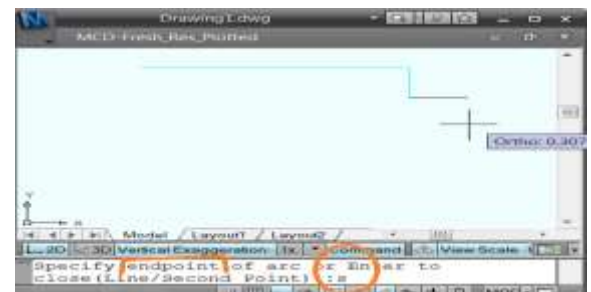 Drawing1.dwg
MCD-Fresh_Res_Plotted
Ortho: 0.307
Y
Model / Layout1 / Layout2 /
2D 3D Vertical Exaggeration: 1x Command View Scale
Specify endpoint of arc or Enter to
close(Line/Second Point) :s